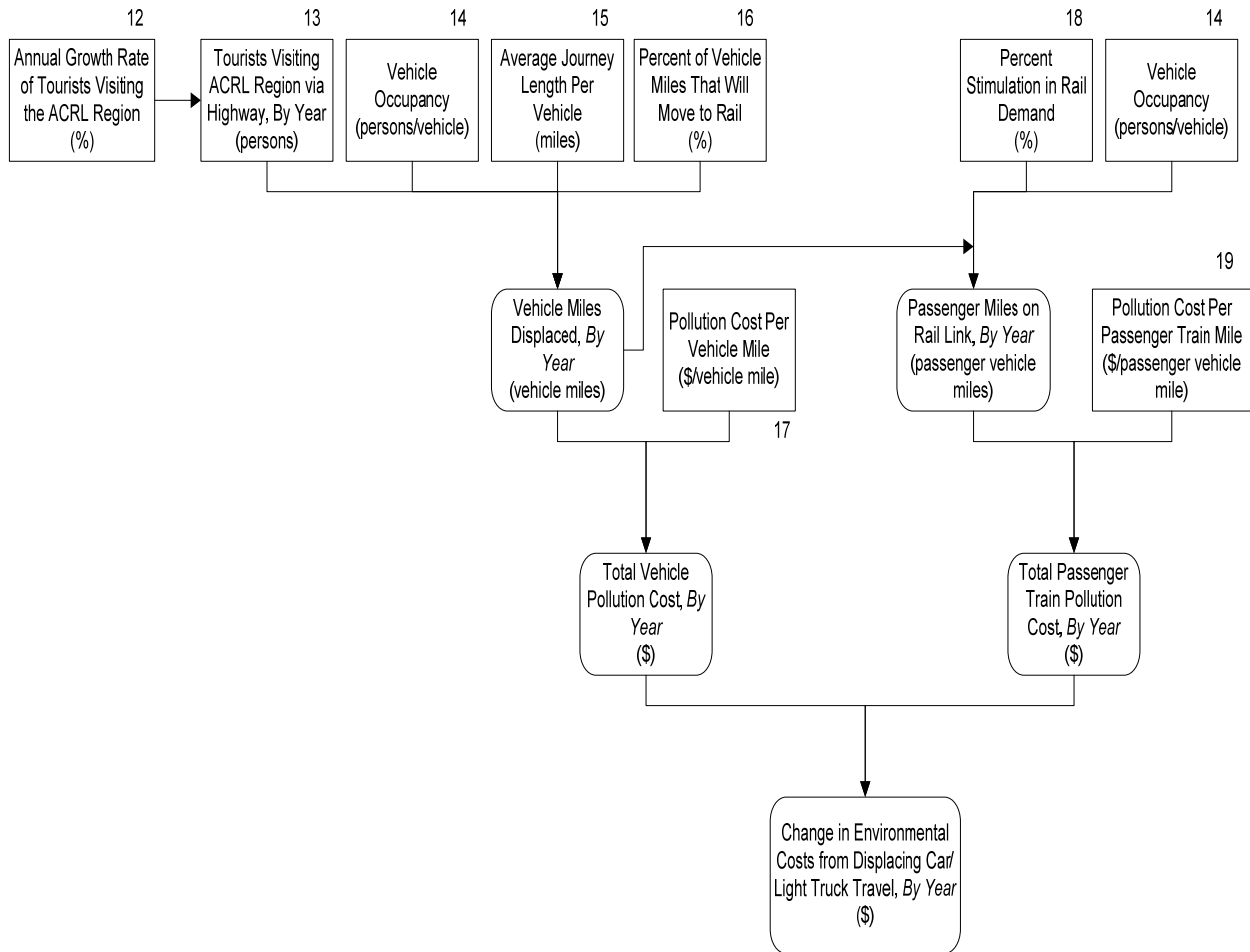 12
Annual Growth Rate
of Tourists Visiting
the ACRL Region
(%)
13
Tourists Visiting
ACRL Region via
Highway, By Year
(persons)
14
Vehicle
Occupancy
(persons/vehicle)
15
Average Journey
Length Per
Vehicle
(miles)
16
Percent of Vehicle
Miles That Will
Move to Rail
(%)
18
Percent
Stimulation in Rail
Demand
(%)
14
Vehicle
Occupancy
(persons/vehicle)
Vehicle Miles
Displaced, By
Year
(vehicle miles)
Pollution Cost Per
Vehicle Mile
($/vehicle mile)
17
Passenger Miles on
Rail Link, By Year
(passenger vehicle
miles)
19
Pollution Cost Per
Passenger Train Mile
($/passenger vehicle
mile)
Total Vehicle
Pollution Cost, By
Year
($)
Total Passenger
Train Pollution
Cost, By Year
($)
Change in Environmental
Costs from Displacing Car/
Light Truck Travel, By Year
($)